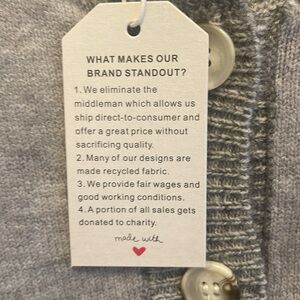 WHAT MAKES OUR
BRAND STANDOUT?
1. We eliminate the
middleman which allows us
ship direct-to-consumer and
offer a great price without
sacrificing quality.
2. Many of our designs are
made recycled fabric.
3. We provide fair wages and
good working conditions.
4. A portion of all sales gets
donated to charity.
made with